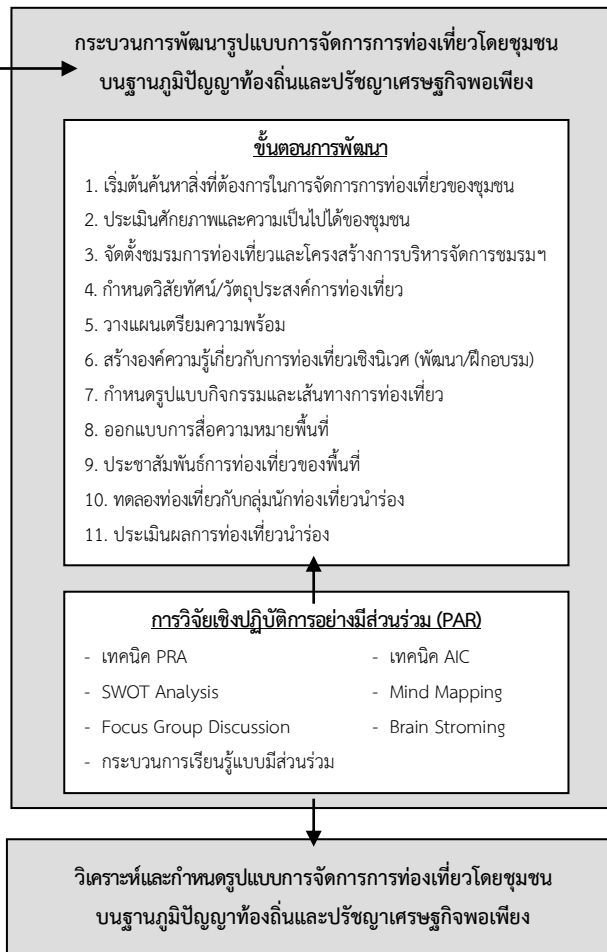 กระบวนการพัฒนารูปแบบการจัดการการท่องเที่ยวโดยชุมชน
บนฐานภูมิปัญญาท้องถิ่นและปรัชญาเศรษฐกิจพอเพียง
ขั้นตอนการพัฒนา
1. เริ่มต้นค้นหาสิ่งที่ต้องการในการจัดการการท่องเที่ยวของชุมชน
2. ประเมินศักยภาพและความเป็นไปได้ของชุมชน
3. จัดตั้งชมรมการท่องเที่ยวและโครงสร้างการบริหารจัดการชมรมฯ
4. กำหนดวิสัยทัศน์/วัตถุประสงค์การท่องเที่ยว
5. วางแผนเตรียมความพร้อม
6. สร้างองค์ความรู้เกี่ยวกับการท่องเที่ยวเชิงนิเวศ (พัฒนา/ฝึกอบรม)
7. กำหนดรูปแบบกิจกรรมและเส้นทางการท่องเที่ยว
8. ออกแบบการสื่อความหมายพื้นที่
9. ประชาสัมพันธ์การท่องเที่ยวของพื้นที่
10. ทดลองท่องเที่ยวกับกลุ่มนักท่องเที่ยวนำร่อง
11. ประเมินผลการท่องเที่ยวนำร่อง
การวิจัยเชิงปฏิบัติการอย่างมีส่วนร่วม (PAR)
- เทคนิค PRA - เทคนิค AIC
- SWOT Analysis - Mind Mapping
- Focus Group Discussion - Brain Stroming
- กระบวนการเรียนรู้แบบมีส่วนร่วม
วิเคราะห์และกำหนดรูปแบบการจัดการการท่องเที่ยวโดยชุมชน
บนฐานภูมิปัญญาท้องถิ่นและปรัชญาเศรษฐกิจพอเพียง